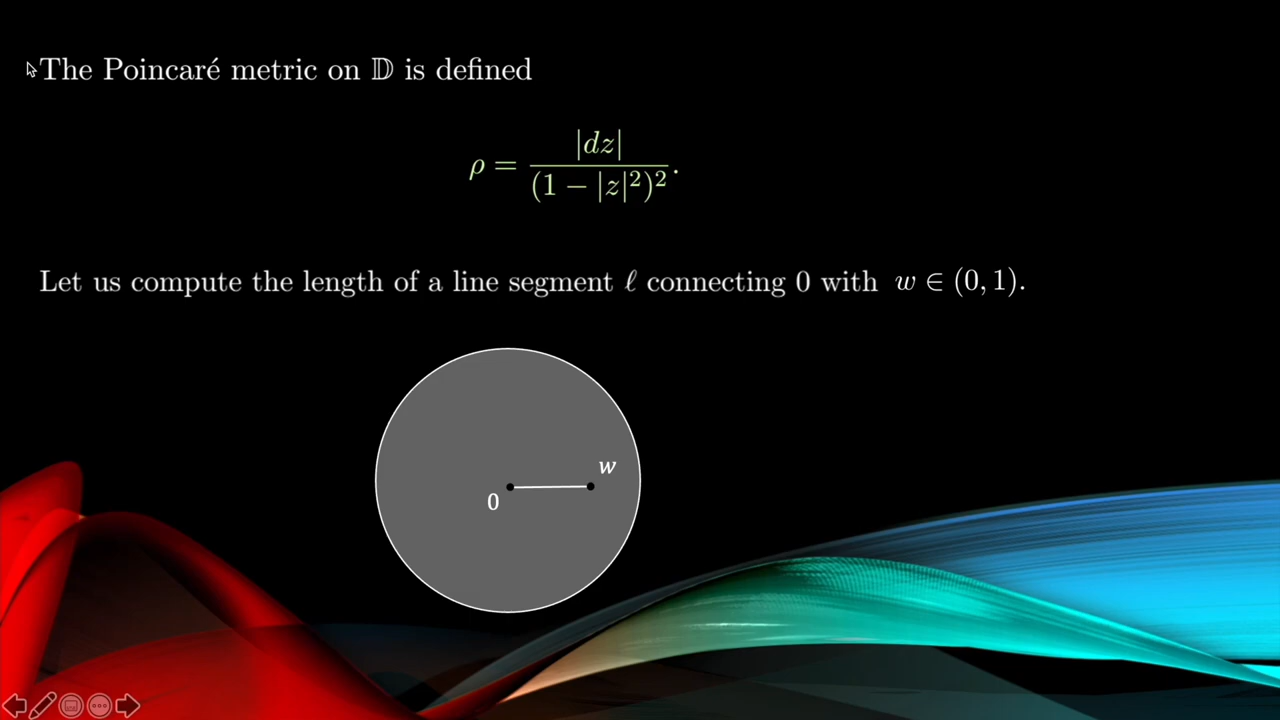 The Poincaré metric on 𝔻 is defined
ρ = |dz| / (1 − |z|²)².
Let us compute the length of a line segment ℓ connecting 0 with w ∈ (0, 1).
w
0